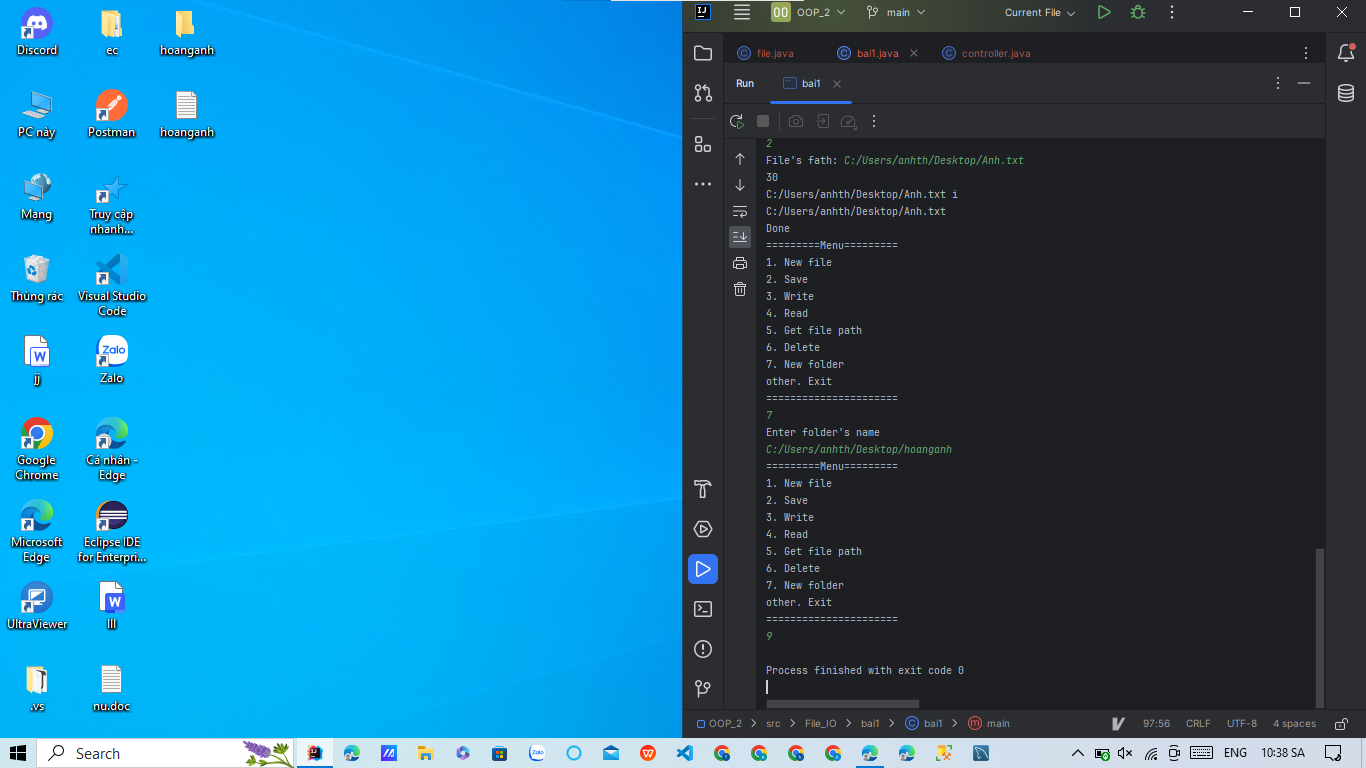 Discord
ec
hoanganh
PC này
Postman
hoanganh
Mạng
Truy cập
nhanh...
Thùng rác
Visual Studio
Code
jj
Zalo
Zalo
Google
Chrome
Cá nhân -
Edge
Microsoft
Edge
Eclipse IDE
for Enterpri...
UltraViewer
lll
.vs
nu.doc
OOP_2
main
Current File
file.java
bai1.java
controller.java
Run
bai1
2
File's fath: C:/Users/anhth/Desktop/Anh.txt
30
C:/Users/anhth/Desktop/Anh.txt i
C:/Users/anhth/Desktop/Anh.txt
Done
=========Menu=========
1. New file
2. Save
3. Write
4. Read
5. Get file path
6. Delete
7. New folder
other. Exit
======================
7
Enter folder's name
C:/Users/anhth/Desktop/hoanganh
=========Menu=========
1. New file
2. Save
3. Write
4. Read
5. Get file path
6. Delete
7. New folder
other. Exit
======================
9
Process finished with exit code 0
OOP_2 > src > File_IO > bai1 > bai1 > main
97:56 CRLF UTF-8 4 spaces
Search
ENG
10:38 SA